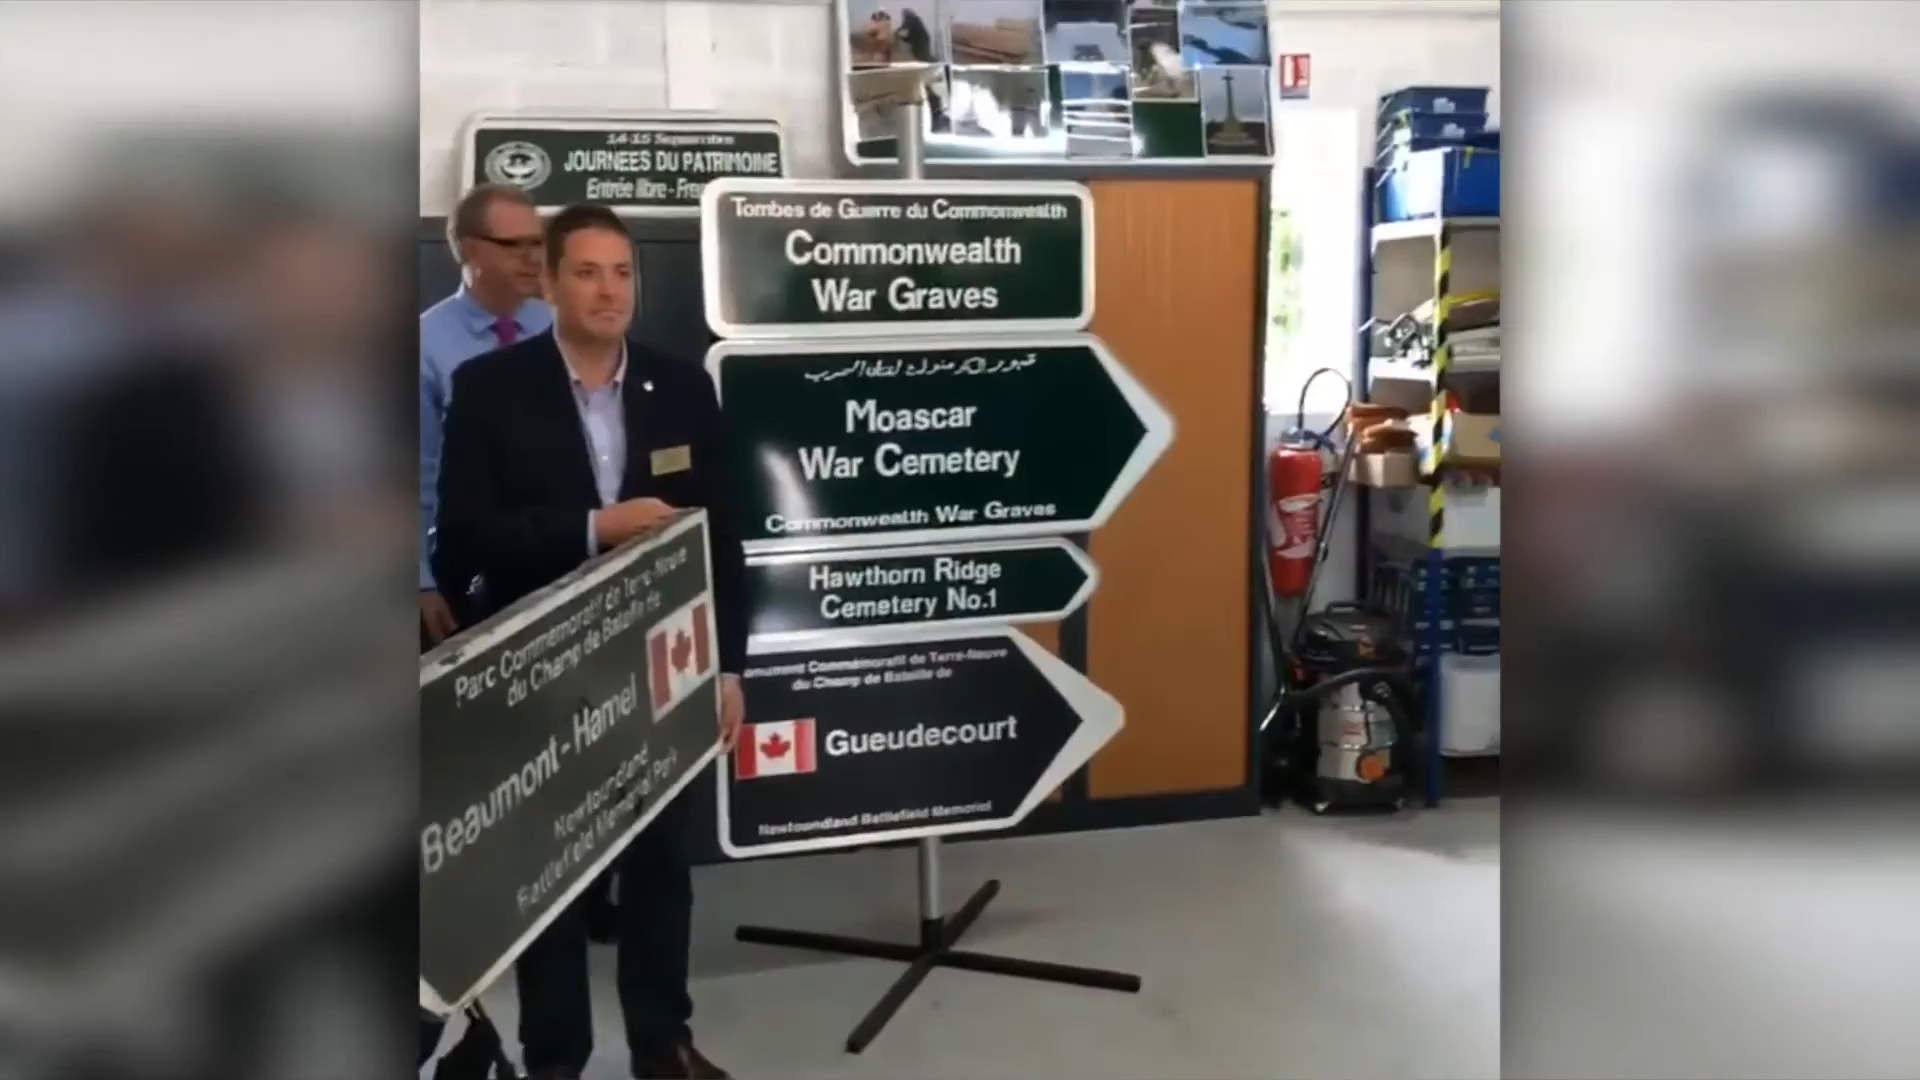 14-15 Septembre
JOURNEES DU PATRIMOINE
Entrée libre - Free
Tombes de Guerre du Commonwealth
Commonwealth
War Graves
Moascar
War Cemetery
Commonwealth War Graves
Hawthorn Ridge
Cemetery No.1
Monument Commémoratif de Terre-Neuve
du Champ de Bataille de
Gueudecourt
Newfoundland Battlefield Memorial
Parc Commémoratif de Terre-Neuve
du Champ de Bataille de
Beaumont-Hamel
Newfoundland
Battlefield Memorial Park